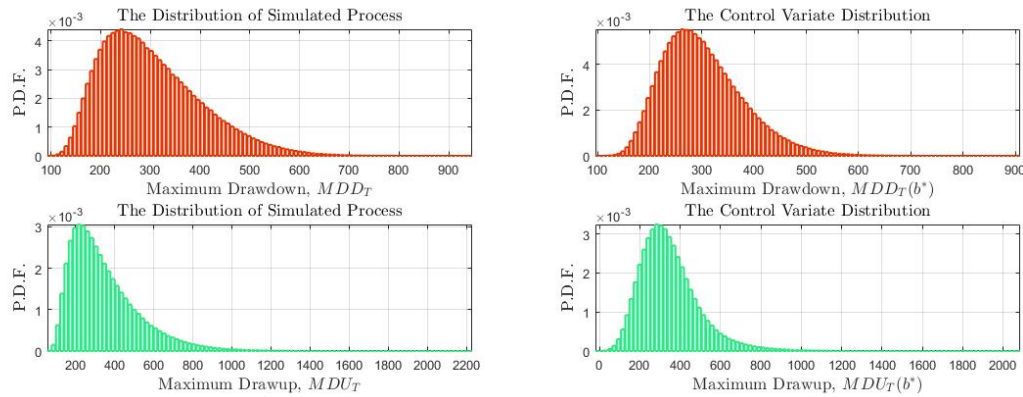 The Distribution of Simulated Process
×10⁻³
4
3
2
1
0
P.D.F.
100 200 300 400 500 600 700 800 900
Maximum Drawdown, MDD_T
The Control Variate Distribution
×10⁻³
4
2
0
P.D.F.
100 200 300 400 500 600 700 800 900
Maximum Drawdown, MDD_T(b*)
The Distribution of Simulated Process
×10⁻³
3
2
1
0
P.D.F.
200 400 600 800 1000 1200 1400 1600 1800 2000 2200
Maximum Drawup, MDU_T
The Control Variate Distribution
×10⁻³
3
2
1
0
P.D.F.
0 200 400 600 800 1000 1200 1400 1600 1800 2000
Maximum Drawup, MDU_T(b*)